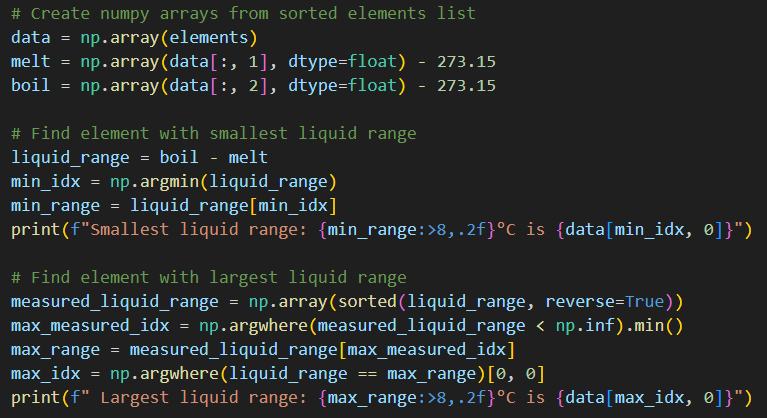 # Create numpy arrays from sorted elements list
data = np.array(elements)
melt = np.array(data[:, 1], dtype=float) - 273.15
boil = np.array(data[:, 2], dtype=float) - 273.15

# Find element with smallest liquid range
liquid_range = boil - melt
min_idx = np.argmin(liquid_range)
min_range = liquid_range[min_idx]
print(f"Smallest liquid range: {min_range:>8,.2f}°C is {data[min_idx, 0]}")

# Find element with largest liquid range
measured_liquid_range = np.array(sorted(liquid_range, reverse=True))
max_measured_idx = np.argwhere(measured_liquid_range < np.inf).min()
max_range = measured_liquid_range[max_measured_idx]
max_idx = np.argwhere(liquid_range == max_range)[0, 0]
print(f" Largest liquid range: {max_range:>8,.2f}°C is {data[max_idx, 0]}")